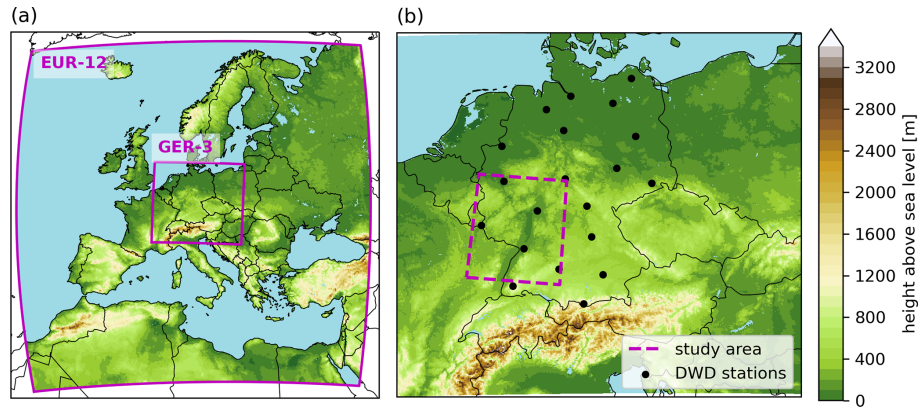 (a)
EUR-12
GER-3
(b)
study area
DWD stations
3200
2800
2400
2000
1600
1200
800
400
0
height above sea level [m]